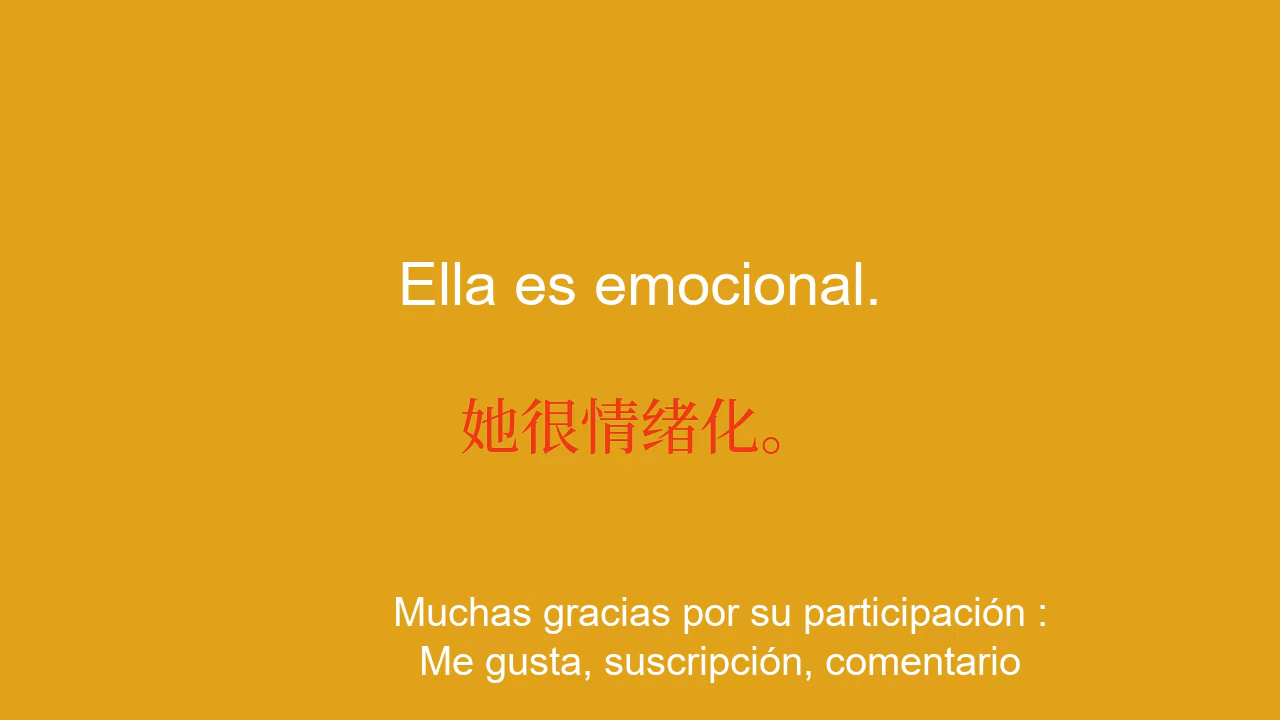 Ella es emocional.
她很情绪化。
Muchas gracias por su participación :
Me gusta, suscripción, comentario